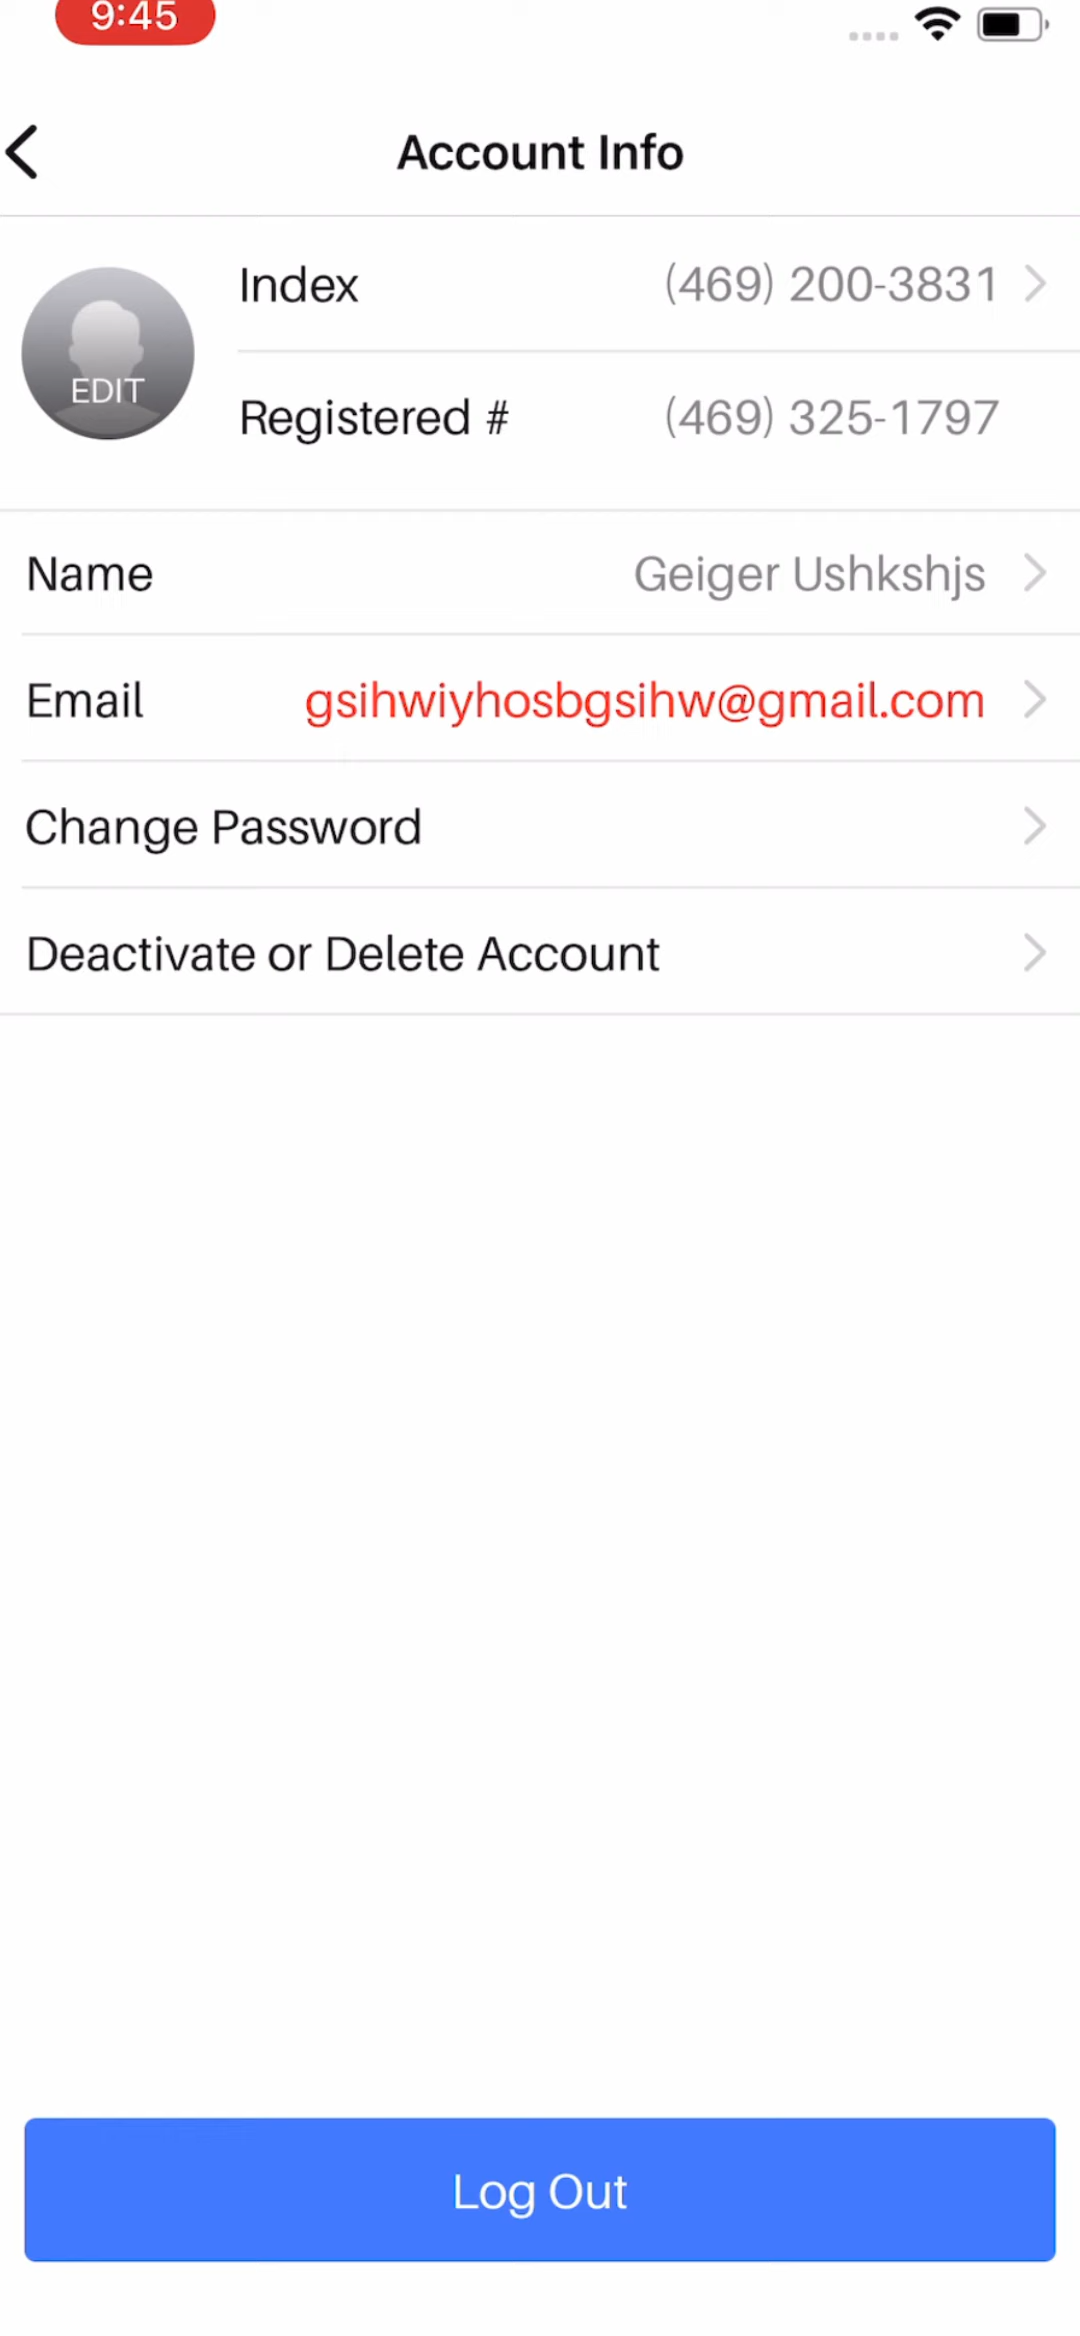 9:45
Account Info
EDIT
Index (469) 200-3831
Registered # (469) 325-1797
Name Geiger Ushkshjs
Email gsihwiyhosbgsihw@gmail.com
Change Password
Deactivate or Delete Account
Log Out